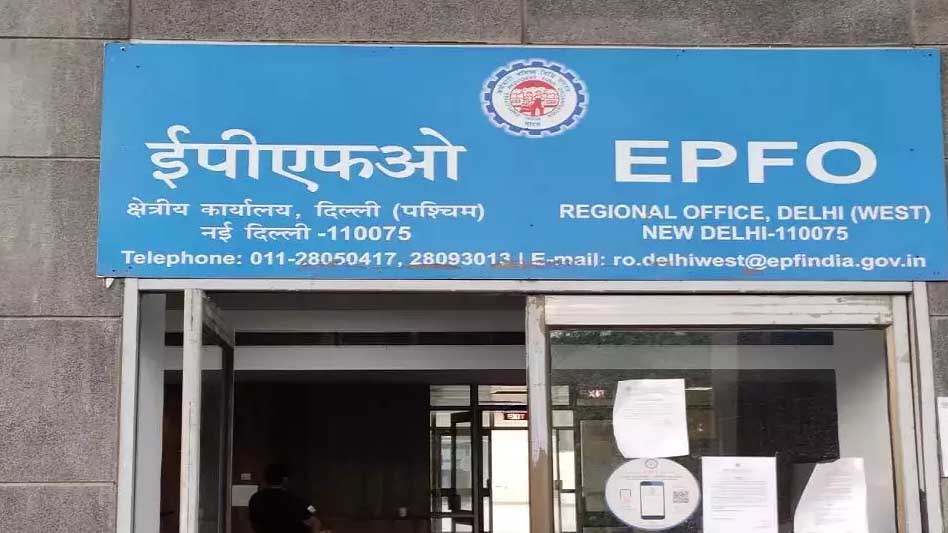 ईपीएफओ
क्षेत्रीय कार्यालय, दिल्ली (पश्चिम)
नई दिल्ली -110075
EPFO
REGIONAL OFFICE, DELHI (WEST)
NEW DELHI-110075
Telephone: 011-28050417, 28093013 | E-mail: ro.delhiwest@epfindia.gov.in
EXIT